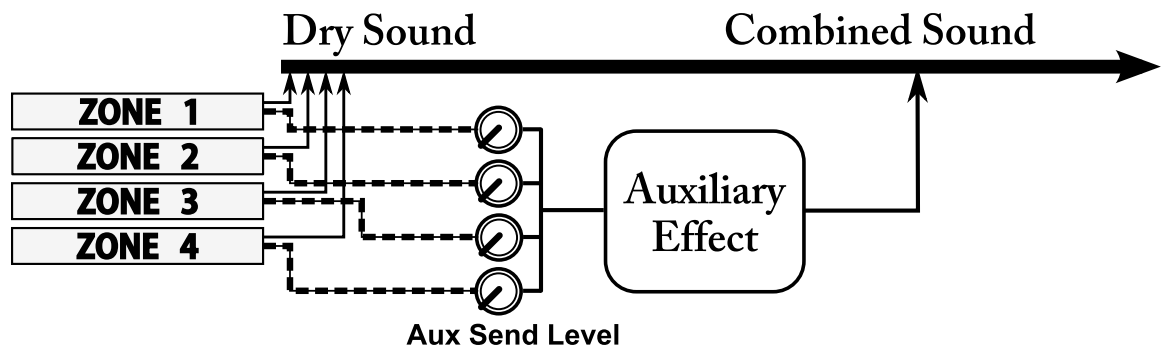 Dry Sound
Combined Sound
ZONE 1
ZONE 2
ZONE 3
ZONE 4
Auxiliary
Effect
Aux Send Level